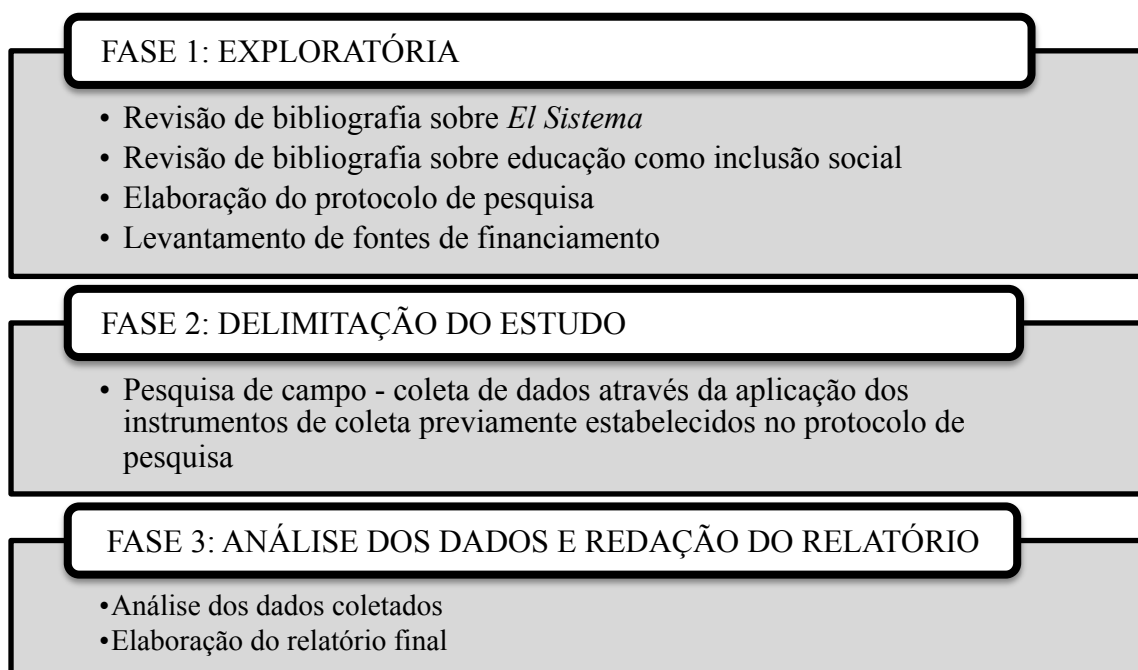 FASE 1: EXPLORATÓRIA
• Revisão de bibliografia sobre El Sistema
• Revisão de bibliografia sobre educação como inclusão social
• Elaboração do protocolo de pesquisa
• Levantamento de fontes de financiamento
FASE 2: DELIMITAÇÃO DO ESTUDO
• Pesquisa de campo - coleta de dados através da aplicação dos
instrumentos de coleta previamente estabelecidos no protocolo de
pesquisa
FASE 3: ANÁLISE DOS DADOS E REDAÇÃO DO RELATÓRIO
•Análise dos dados coletados
•Elaboração do relatório final